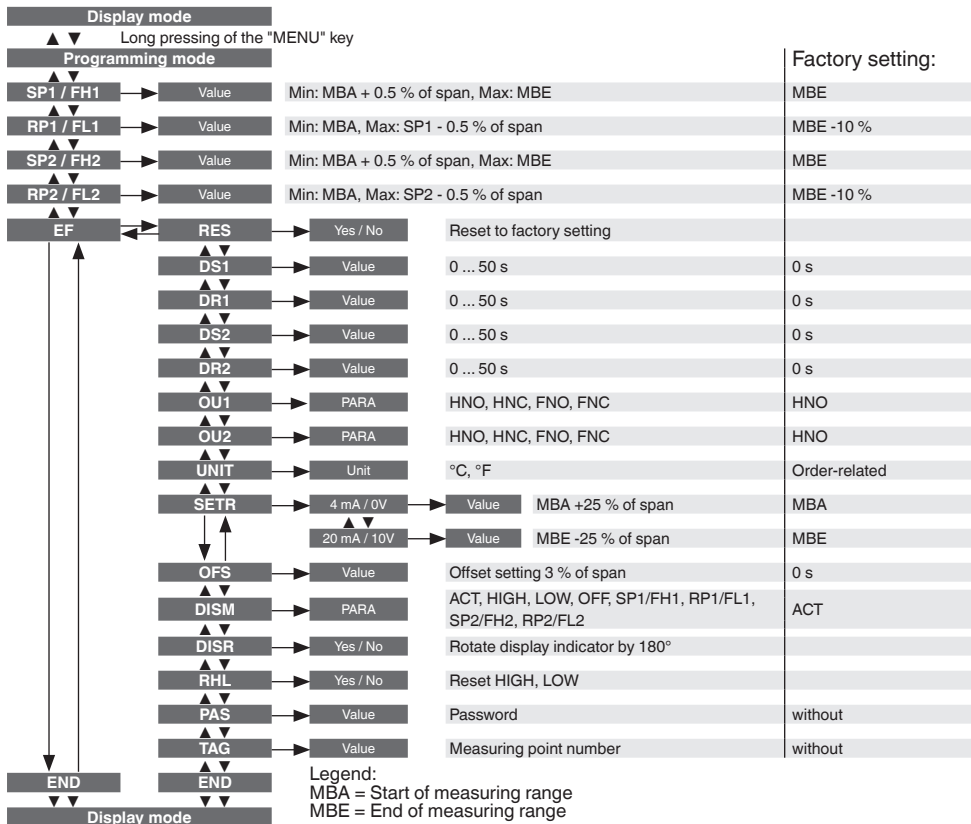 Display mode
▲ ▼ Long pressing of the "MENU" key
Programming mode Factory setting:
▲ ▼
SP1 / FH1 Value Min: MBA + 0.5 % of span, Max: MBE MBE
▲ ▼
RP1 / FL1 Value Min: MBA, Max: SP1 - 0.5 % of span MBE -10 %
▲ ▼
SP2 / FH2 Value Min: MBA + 0.5 % of span, Max: MBE MBE
▲ ▼
RP2 / FL2 Value Min: MBA, Max: SP2 - 0.5 % of span MBE -10 %
▲ ▼
EF RES Yes / No Reset to factory setting
▲ ▼
DS1 Value 0 ... 50 s 0 s
▲ ▼
DR1 Value 0 ... 50 s 0 s
▲ ▼
DS2 Value 0 ... 50 s 0 s
▲ ▼
DR2 Value 0 ... 50 s 0 s
▲ ▼
OU1 PARA HNO, HNC, FNO, FNC HNO
▲ ▼
OU2 PARA HNO, HNC, FNO, FNC HNO
▲ ▼
UNIT Unit °C, °F Order-related
▲ ▼
SETR 4 mA / 0V Value MBA +25 % of span MBA
▲ ▼
20 mA / 10V Value MBE -25 % of span MBE
OFS Value Offset setting 3 % of span 0 s
▲ ▼
DISM PARA ACT, HIGH, LOW, OFF, SP1/FH1, RP1/FL1, ACT
SP2/FH2, RP2/FL2
▲ ▼
DISR Yes / No Rotate display indicator by 180°
▲ ▼
RHL Yes / No Reset HIGH, LOW
▲ ▼
PAS Value Password without
▲ ▼
TAG Value Measuring point number without
▲ ▼
END END
▼ ▼ ▼ ▼
Display mode
Legend:
MBA = Start of measuring range
MBE = End of measuring range